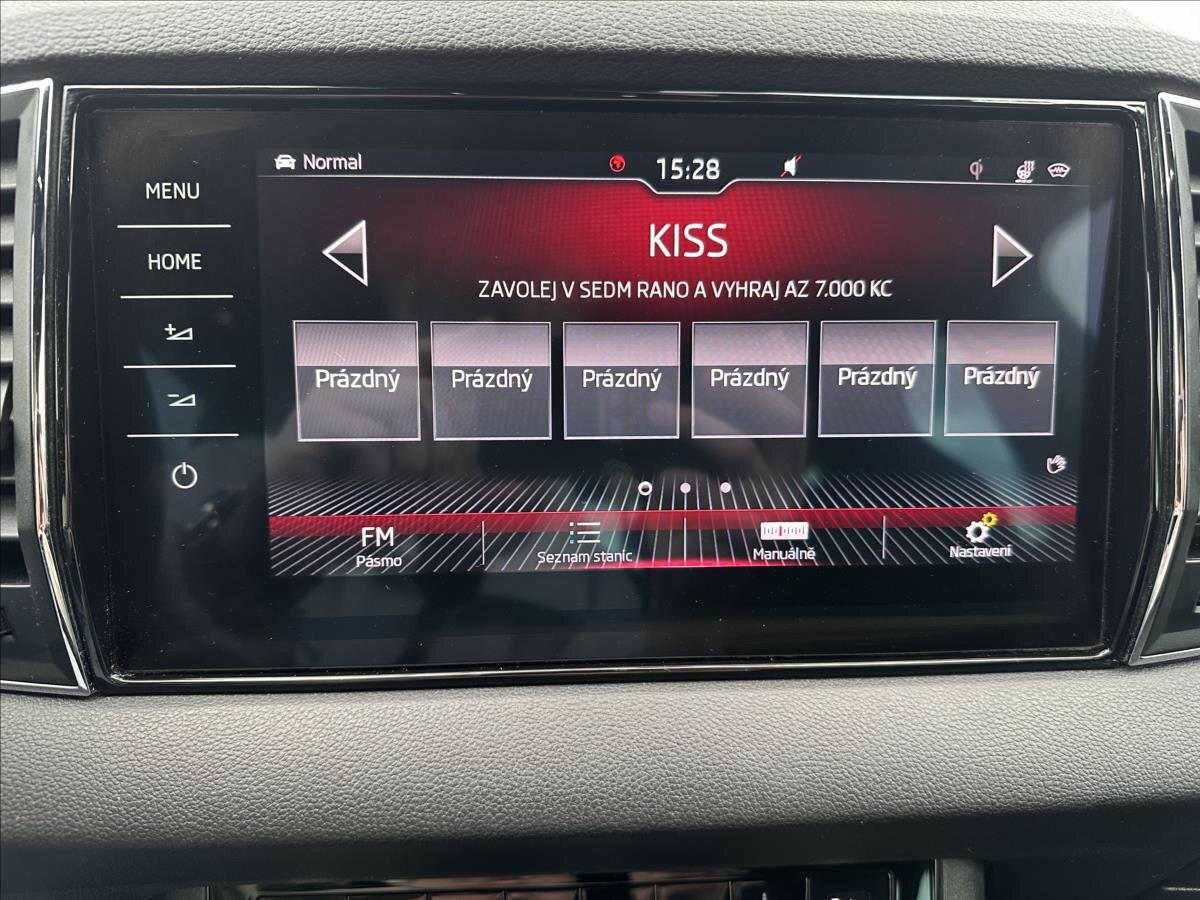 Normal
15:28
MENU
HOME
KISS
ZAVOLEJ V SEDM RANO A VYHRAJ AZ 7.000 KC
Prázdný Prázdný Prázdný Prázdný Prázdný Prázdný
FM
Pásmo
Seznam stanic
Manuálně
Nastavení